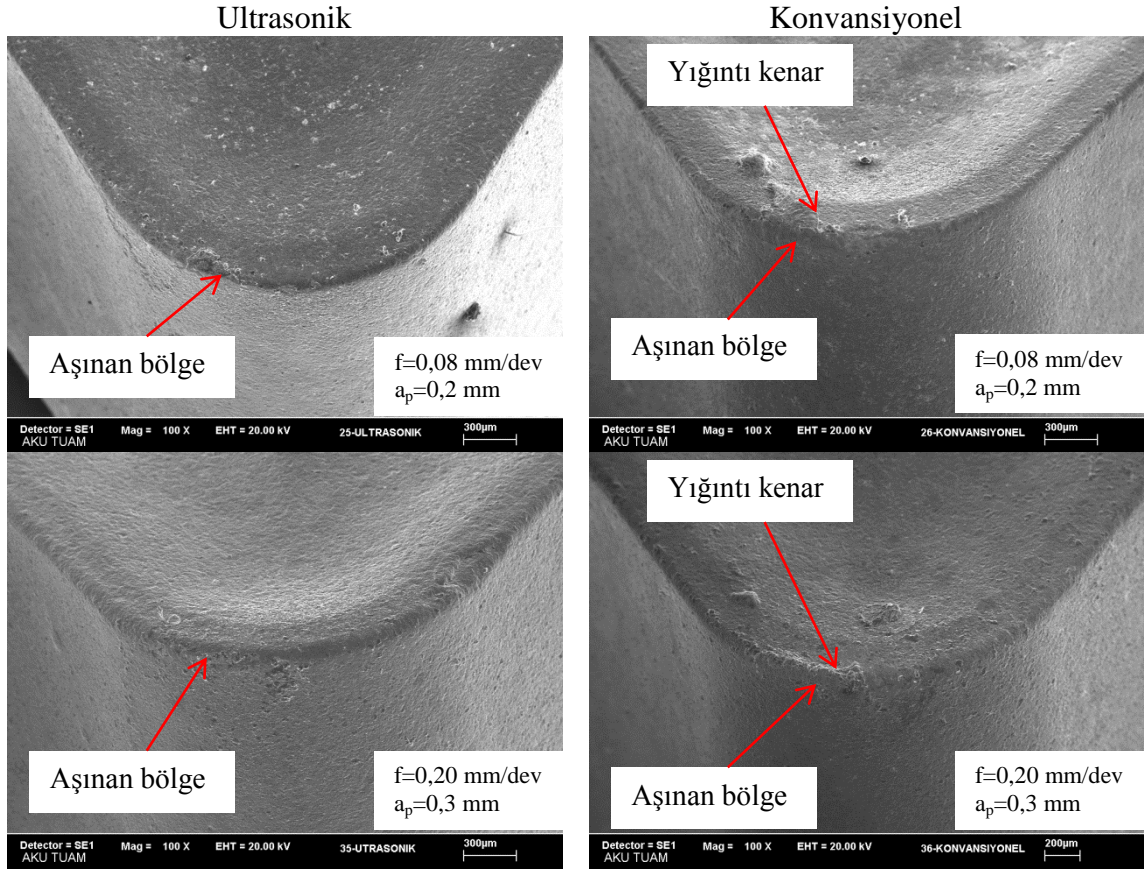 Ultrasonik
Konvansiyonel
Aşınan bölge
f=0,08 mm/dev
aₚ=0,2 mm
Detector = SE1 Mag = 100 X EHT = 20.00 kV 25-ULTRASONIK 300µm
AKU TUAM
Yığıntı kenar
Aşınan bölge
f=0,08 mm/dev
aₚ=0,2 mm
Detector = SE1 Mag = 100 X EHT = 20.00 kV 26-KONVANSIYONEL 300µm
AKU TUAM
Aşınan bölge
f=0,20 mm/dev
aₚ=0,3 mm
Detector = SE1 Mag = 100 X EHT = 20.00 kV 35-UTRASONIK 300µm
AKU TUAM
Yığıntı kenar
Aşınan bölge
f=0,20 mm/dev
aₚ=0,3 mm
Detector = SE1 Mag = 100 X EHT = 20.00 kV 36-KONVANSIYONEL 200µm
AKU TUAM